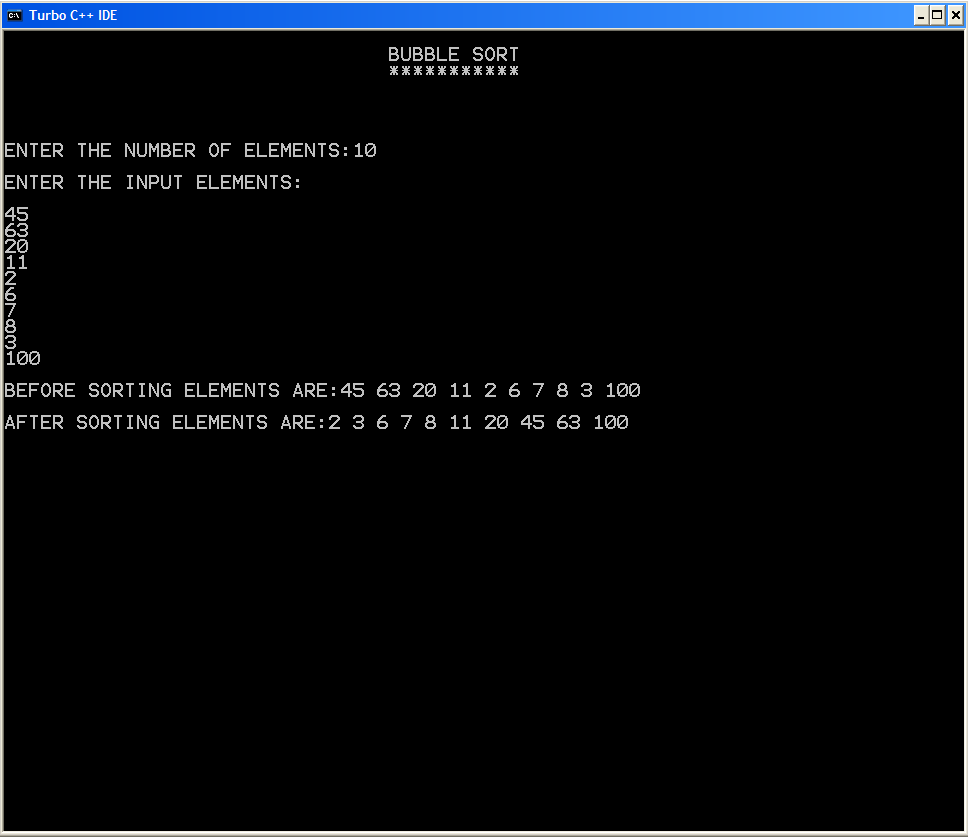 Turbo C++ IDE
BUBBLE SORT
***********
ENTER THE NUMBER OF ELEMENTS:10
ENTER THE INPUT ELEMENTS:
45
63
20
11
2
6
7
8
3
100
BEFORE SORTING ELEMENTS ARE:45 63 20 11 2 6 7 8 3 100
AFTER SORTING ELEMENTS ARE:2 3 6 7 8 11 20 45 63 100